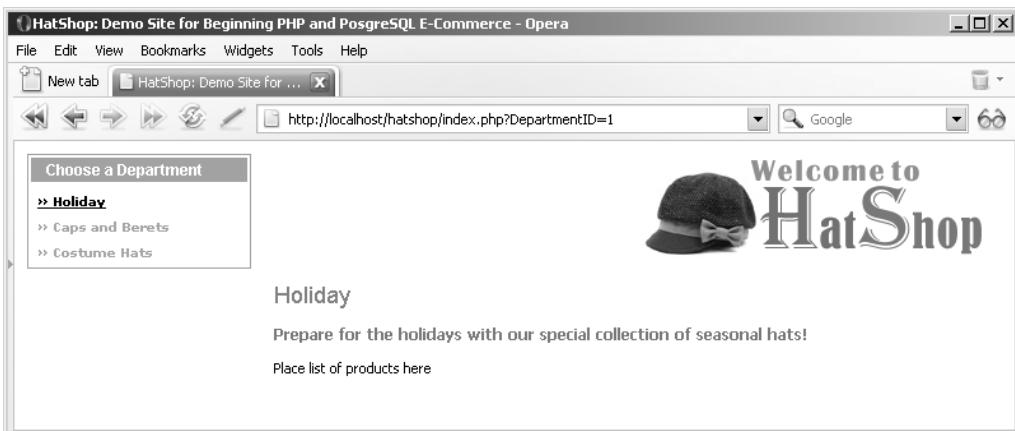 HatShop: Demo Site for Beginning PHP and PosgreSQL E-Commerce - Opera
File Edit View Bookmarks Widgets Tools Help
New tab HatShop: Demo Site for ...
http://localhost/hatshop/index.php?DepartmentID=1 Google
Choose a Department
» Holiday
» Caps and Berets
» Costume Hats
Welcome to
HatShop
Holiday
Prepare for the holidays with our special collection of seasonal hats!
Place list of products here